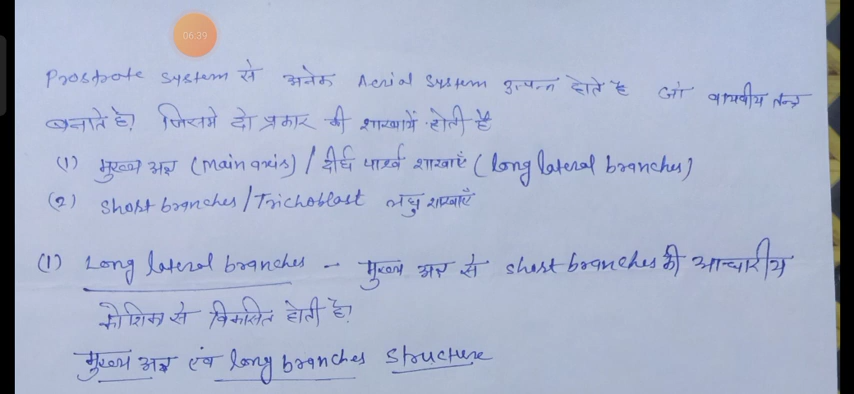 06:39
Prostrate system से अनेक Aerial system उत्पन्न होते है जो वायवीय तन्त्र
बनाते है। जिसमे दो प्रकार की शाखायें होती है
(1) मुख्य अक्ष (main axis) / दीर्घ पार्श्व शाखाएँ (long lateral branches)
(2) short branches / Trichoblast लघु शाखाएँ
(1) Long lateral branches - मुख्य अक्ष से short branches की आधारीय
कोशिका से विकसित होती है।
मुख्य अक्ष एवं long branches structure